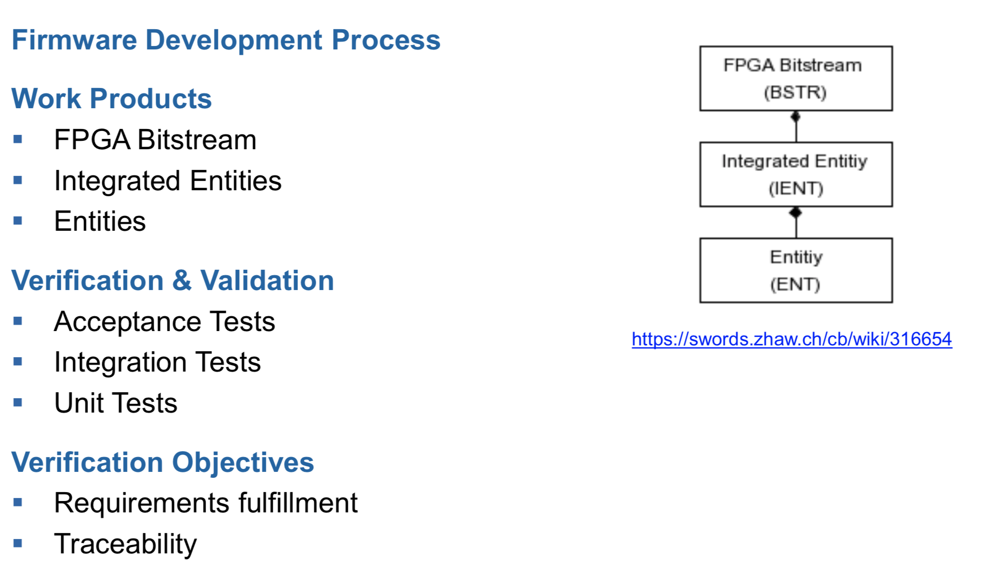 Firmware Development Process
Work Products
▪ FPGA Bitstream
▪ Integrated Entities
▪ Entities
Verification & Validation
▪ Acceptance Tests
▪ Integration Tests
▪ Unit Tests
Verification Objectives
▪ Requirements fulfillment
▪ Traceability
FPGA Bitstream
(BSTR)
Integrated Entitiy
(IENT)
Entitiy
(ENT)
https://swords.zhaw.ch/cb/wiki/316654